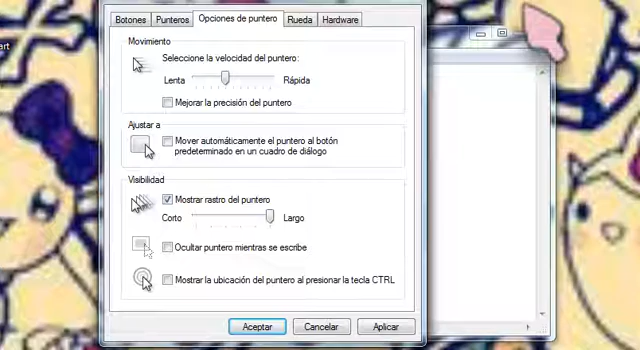 Botones Punteros Opciones de puntero Rueda Hardware
Movimiento
Seleccione la velocidad del puntero:
Lenta Rápida
Mejorar la precisión del puntero
Ajustar a
Mover automáticamente el puntero al botón
predeterminado en un cuadro de diálogo
Visibilidad
Mostrar rastro del puntero
Corto Largo
Ocultar puntero mientras se escribe
Mostrar la ubicación del puntero al presionar la tecla CTRL
Aceptar Cancelar Aplicar